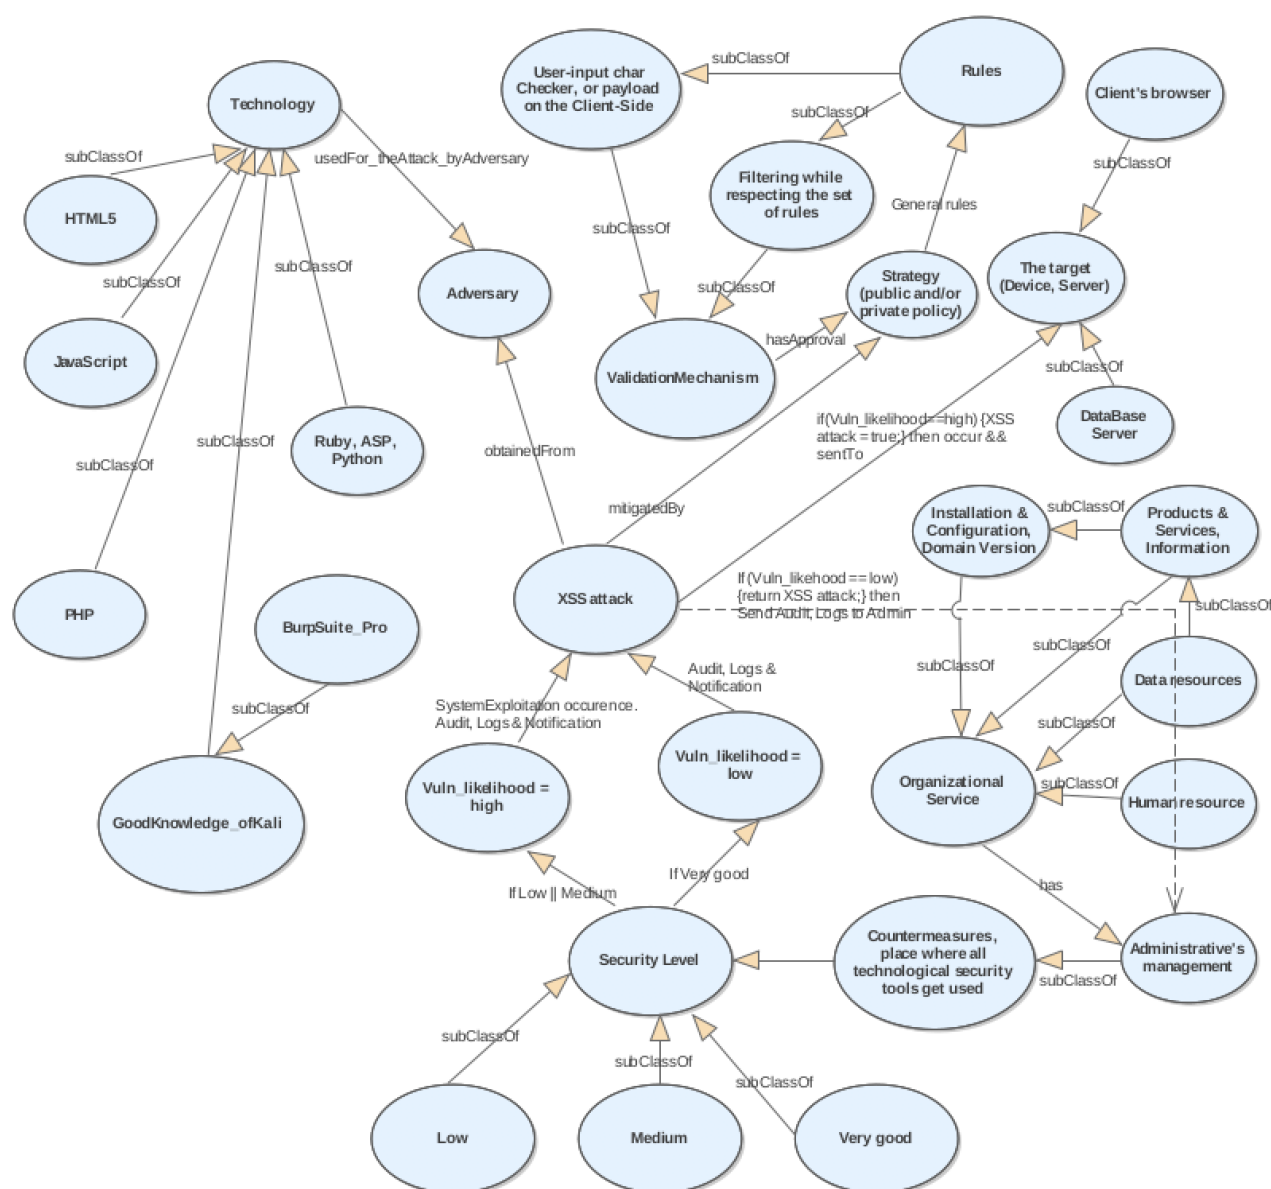 User-input char
Checker, or payload
on the Client-Side
subClassOf
Rules
Client's browser
Technology
subClassOf
subClassOf
usedFor_theAttack_byAdversary
subClassOf
HTML5
Filtering while
respecting the set
of rules
General rules
subClassOf
subClassOf
subClassOf
subClassOf
Adversary
subClassOf
Strategy
(public and/or
private policy)
The target
(Device, Server)
JavaScript
ValidationMechanism
hasApproval
subClassOf
Ruby, ASP,
Python
subClassOf
subClassOf
obtainedFrom
if(Vuln_likelihood==high) {XSS
attack = true;} then occur &&
sentTo
DataBase
Server
mitigatedBy
Installation &
Configuration,
Domain Version
subClassOf
Products &
Services,
Information
PHP
BurpSuite_Pro
XSS attack
If (Vuln_likehood == low)
{return XSS attack;} then
Send Audit, Logs to Admin
subClassOf
subClassOf
subClassOf
Data resources
subClassOf
SystemExploitation occurence.
Audit, Logs & Notification
Audit, Logs &
Notification
subClassOf
Vuln_likelihood =
high
Vuln_likelihood =
low
Organizational
Service
subClassOf
Human resource
GoodKnowledge_ofKali
If Low || Medium
If Very good
has
Security Level
Countermeasures,
place where all
technological security
tools get used
subClassOf
Administrative's
management
subClassOf
subClassOf
subClassOf
Low
Medium
Very good